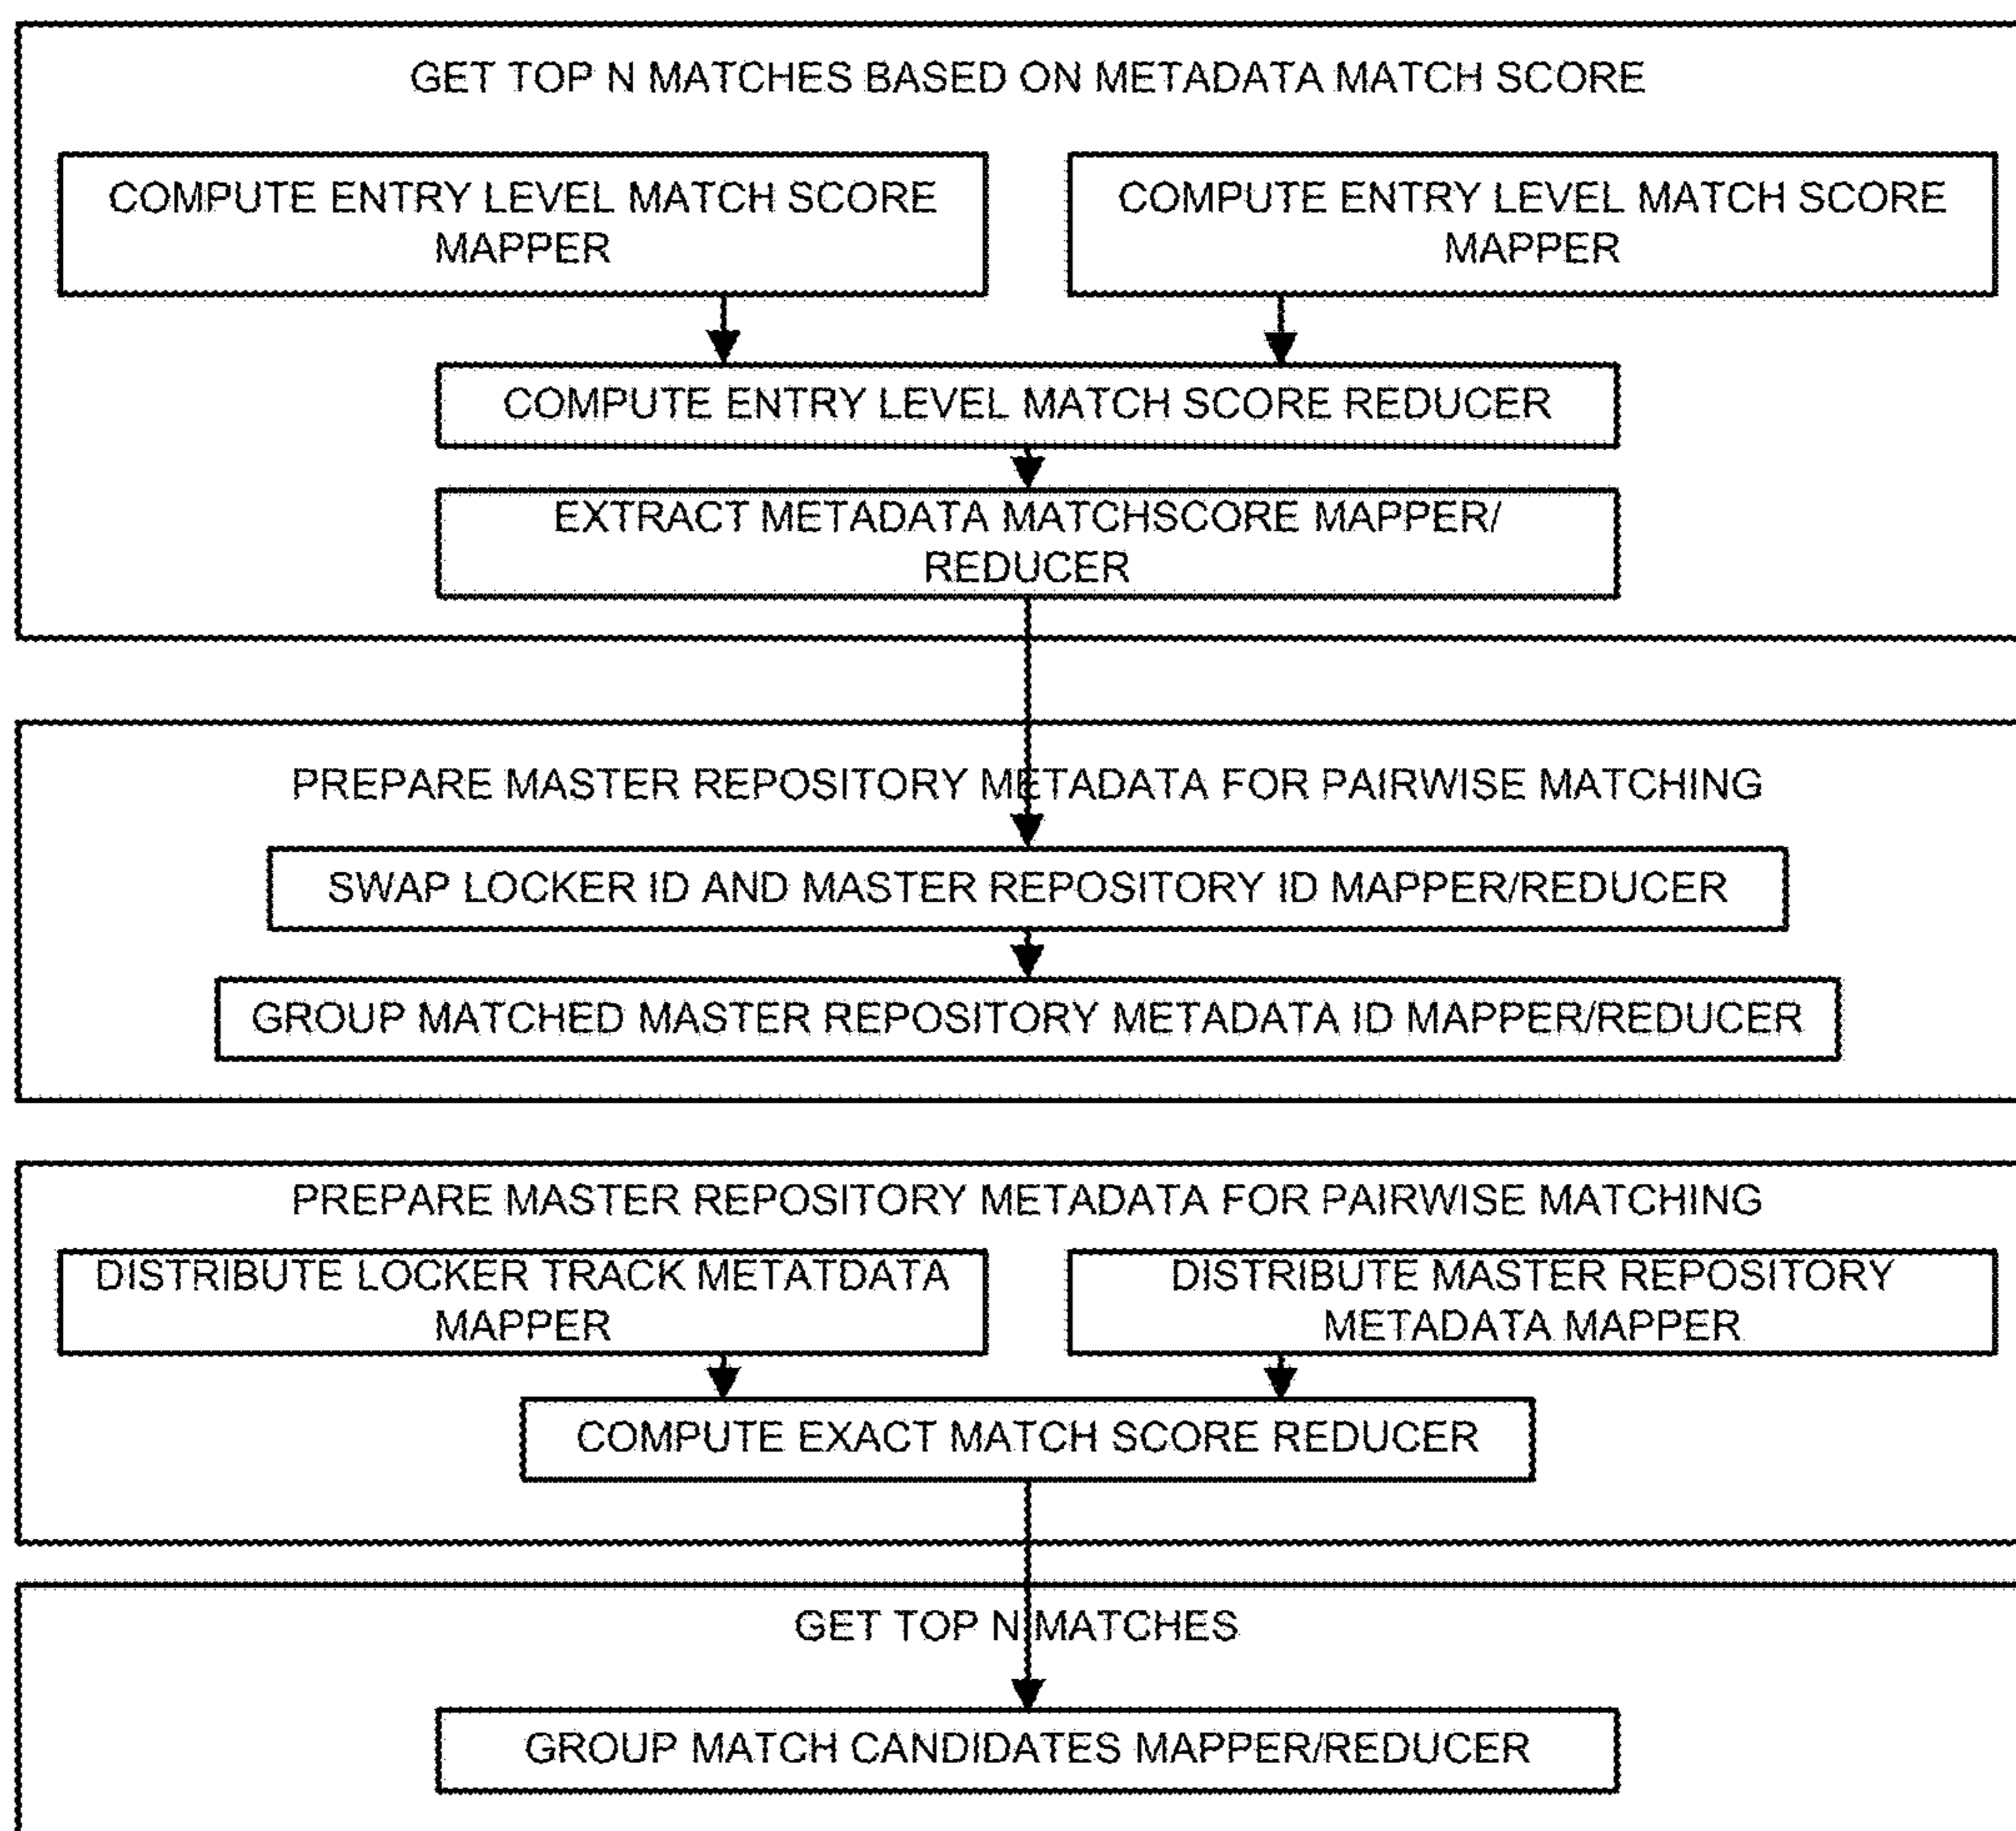 GET TOP N MATCHES BASED ON METADATA MATCH SCORE
COMPUTE ENTRY LEVEL MATCH SCORE
MAPPER
COMPUTE ENTRY LEVEL MATCH SCORE
MAPPER
COMPUTE ENTRY LEVEL MATCH SCORE REDUCER
EXTRACT METADATA MATCHSCORE MAPPER/
REDUCER
PREPARE MASTER REPOSITORY METADATA FOR PAIRWISE MATCHING
SWAP LOCKER ID AND MASTER REPOSITORY ID MAPPER/REDUCER
GROUP MATCHED MASTER REPOSITORY METADATA ID MAPPER/REDUCER
PREPARE MASTER REPOSITORY METADATA FOR PAIRWISE MATCHING
DISTRIBUTE LOCKER TRACK METATDATA
MAPPER
DISTRIBUTE MASTER REPOSITORY
METADATA MAPPER
COMPUTE EXACT MATCH SCORE REDUCER
GET TOP N MATCHES
GROUP MATCH CANDIDATES MAPPER/REDUCER